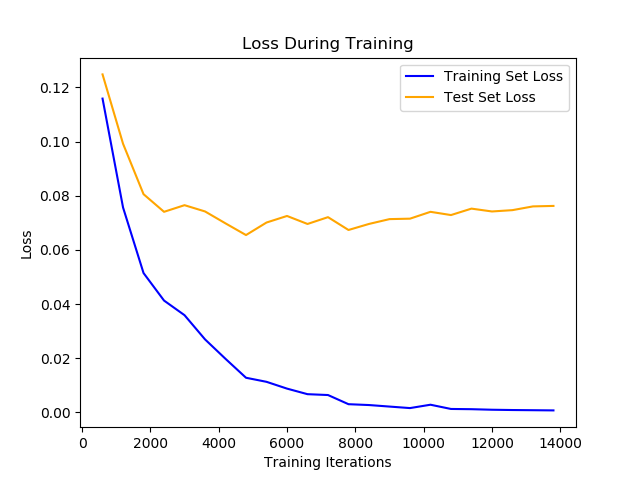 Loss During Training
Training Set Loss
Test Set Loss
Loss
0.12
0.10
0.08
0.06
0.04
0.02
0.00
0 2000 4000 6000 8000 10000 12000 14000
Training Iterations